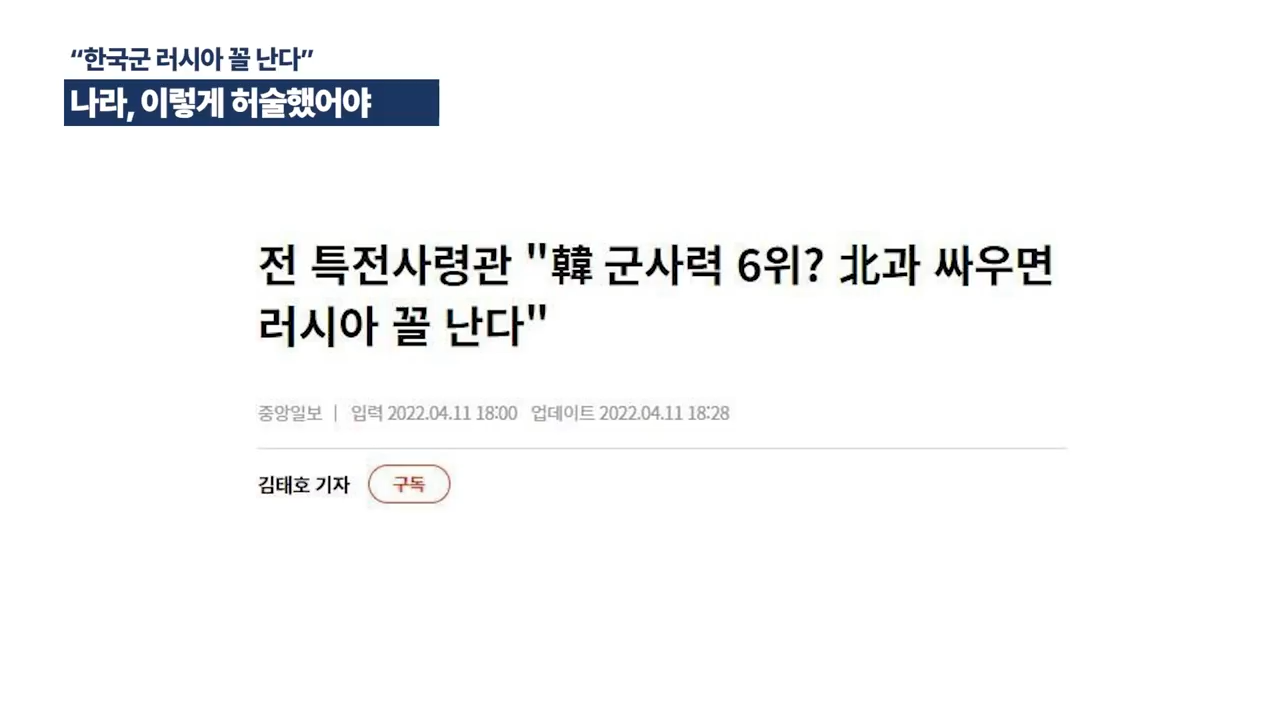 “한국군 러시아 꼴 난다”
나라, 이렇게 허술했어야
전 특전사령관 "韓 군사력 6위? 北과 싸우면
러시아 꼴 난다"
중앙일보 | 입력 2022.04.11 18:00 업데이트 2022.04.11 18:28
김태호 기자 구독